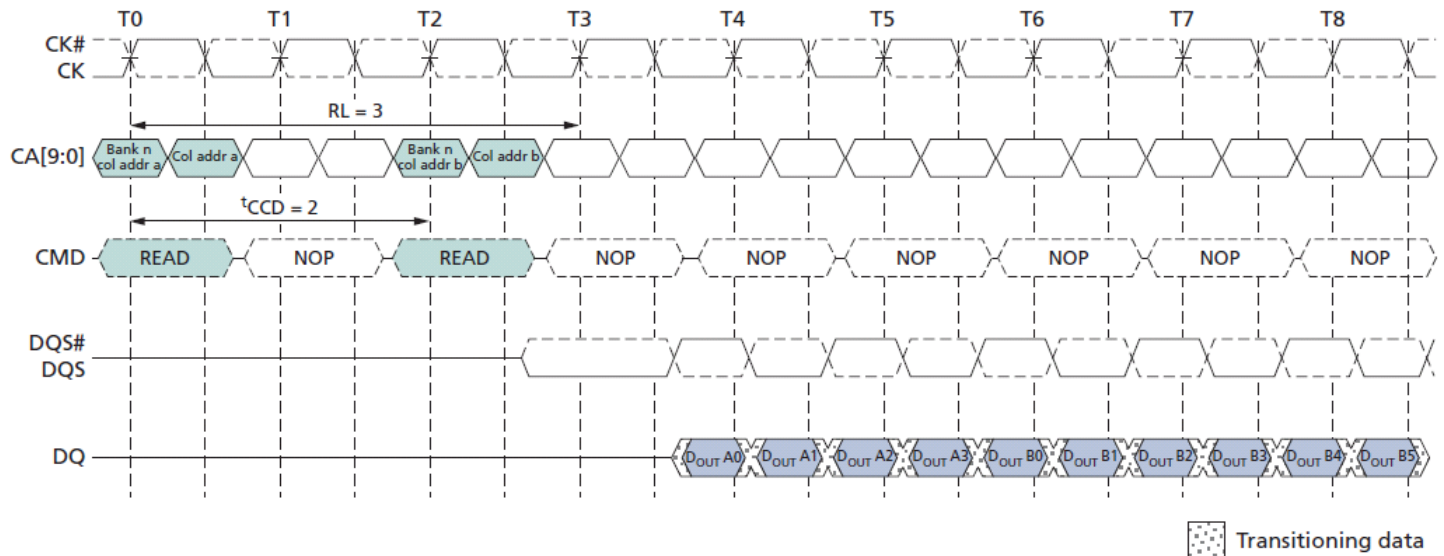 T0 T1 T2 T3 T4 T5 T6 T7 T8
CK#
CK
RL = 3
CA[9:0]
Bank n
col addr a
Col addr a
Bank n
col addr b
Col addr b
tCCD = 2
CMD READ NOP READ NOP NOP NOP NOP NOP NOP
DQS#
DQS
DQ DOUT A0 DOUT A1 DOUT A2 DOUT A3 DOUT B0 DOUT B1 DOUT B2 DOUT B3 DOUT B4 DOUT B5
Transitioning data